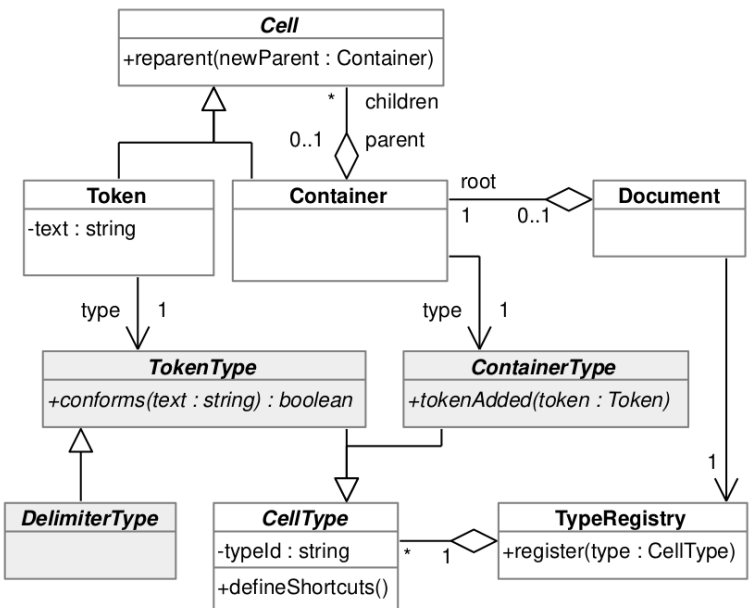 Cell
+reparent(newParent : Container)
* children
0..1 parent
Token
-text : string
Container
root
1 0..1
Document
type 1
type 1
TokenType
+conforms(text : string) : boolean
ContainerType
+tokenAdded(token : Token)
1
DelimiterType
CellType
-typeId : string
+defineShortcuts()
* 1
TypeRegistry
+register(type : CellType)